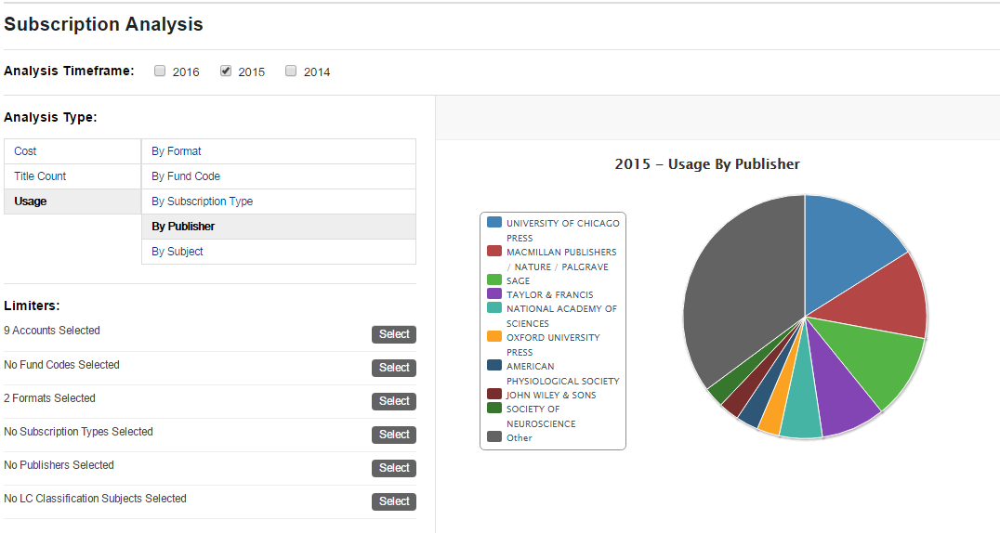 Subscription Analysis
Analysis Timeframe: 2016 2015 2014
Analysis Type:
Cost By Format
Title Count By Fund Code
Usage By Subscription Type
By Publisher
By Subject
Limiters:
9 Accounts Selected Select
No Fund Codes Selected Select
2 Formats Selected Select
No Subscription Types Selected Select
No Publishers Selected Select
No LC Classification Subjects Selected Select
2015 - Usage By Publisher
UNIVERSITY OF CHICAGO
PRESS
MACMILLAN PUBLISHERS
/ NATURE / PALGRAVE
SAGE
TAYLOR & FRANCIS
NATIONAL ACADEMY OF
SCIENCES
OXFORD UNIVERSITY
PRESS
AMERICAN
PHYSIOLOGICAL SOCIETY
JOHN WILEY & SONS
SOCIETY OF
NEUROSCIENCE
Other